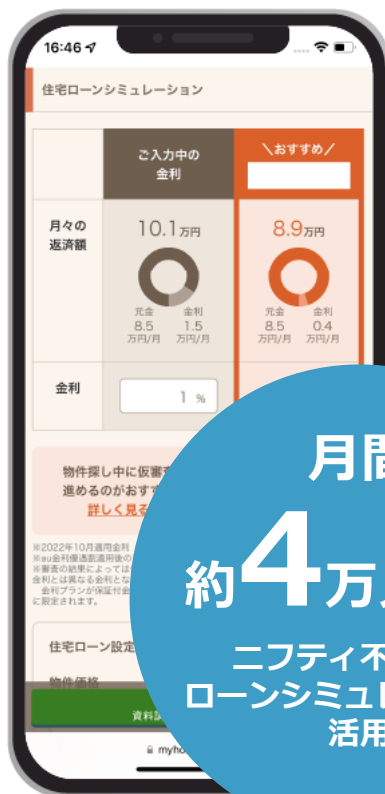 16:46
住宅ローンシミュレーション
ご入力中の
金利
＼おすすめ／
月々の
返済額
10.1万円
8.9万円
元金 金利
8.5 1.5
万円/月 万円/月
元金 金利
8.5 0.4
万円/月 万円/月
金利
1 %
物件探し中に仮審
進めるのがおす
詳しく見る
※2022年10月適用金利
※au金利優遇割適用後の
※審査の結果によっては
金利とは異なる金利とな
金利プランが保証付金
に限定されます。
住宅ローン設定
物件価格
資料
myho
月間
約4万
ニフティ不
ローンシミュレ
活用